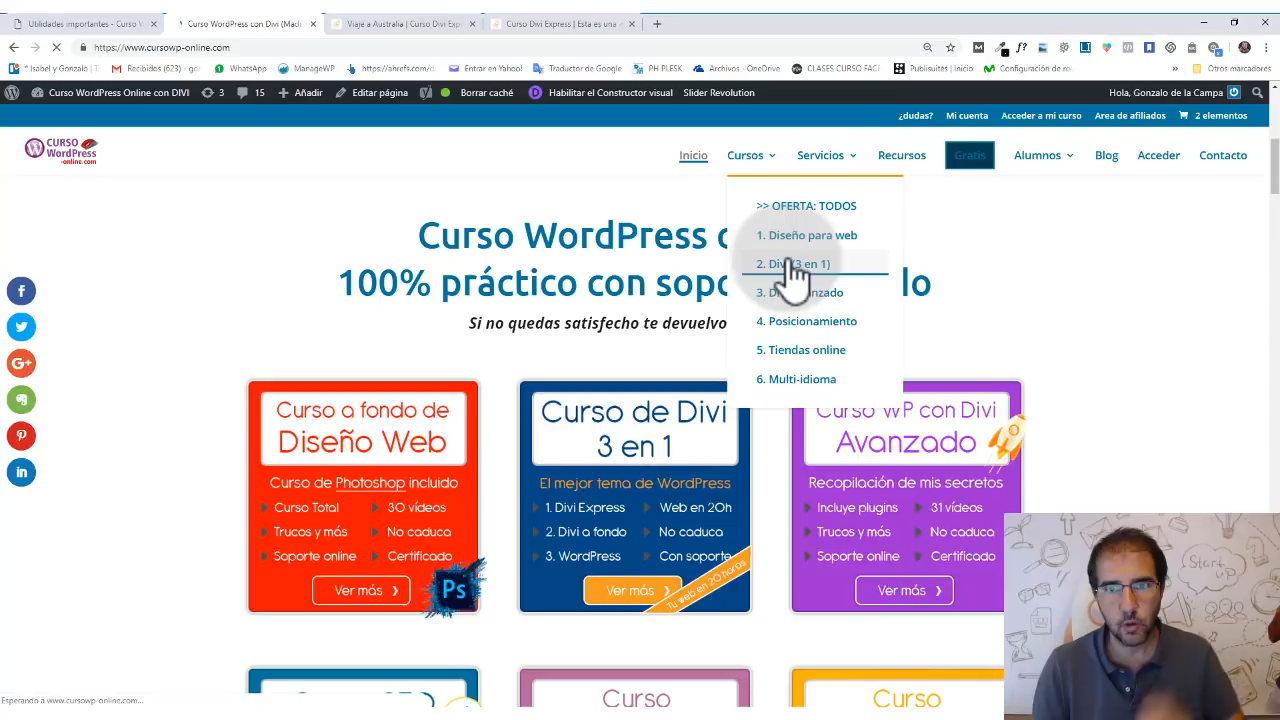 Utilidades importantes - W
Curso WordPress con Divi (Made
Viaje a Australia | Curso Divi Exp
Curso Divi Express | Esta es una e
https://www.cursowp-online.com
* Isabel y Gonzalo | W
Recibidos (623) - go
WhatsApp
ManageWP
https://ahrefs.com/
Entrar en Webmail
Traductor de Google
PH PLESK
Archivos - OneDrive
CLASES CURSO FACI
Recursitos
Configuración de rou
Otros marcadores
Curso WordPress Online con DIVI
3
15
Añadir
Editar página
Borrar caché
Habilitar el Constructor visual
Slider Revolution
Hola, Gonzalo de la Campa
¿dudas?
Mi cuenta
Acceder a mi curso
Area de afiliados
2 elementos
CURSO
WordPress
-online.com
Inicio
Cursos
Servicios
Recursos
Gratis
Alumnos
Blog
Acceder
Contacto
>> OFERTA: TODOS
1. Diseño para web
2. Divi (3 en 1)
4. Posicionamiento
5. Tiendas online
6. Multi-idioma
Curso WordPress
100% práctico con sopo
Si no quedas satisfecho te devuelvo
Curso a fondo de
Diseño Web
Curso de Photoshop incluido
Curso Total
30 vídeos
Trucos y más
No caduca
Soporte online
Certificado
Ver más
Ps
Curso de Divi
3 en 1
El mejor tema de WordPress
1. Divi Express
Web en 20h
2. Divi a fondo
No caduca
3. WordPress
Con soporte
Ver más
Tu web en 20 horas
Curso WP con Divi
Avanzado
Recopilación de mis secretos
Incluye plugins
31 vídeos
Trucos y más
No caduca
Soporte online
Certificado
Ver más
Curso
Curso
Start
UP
Esperando a www.cursowp-online.com...